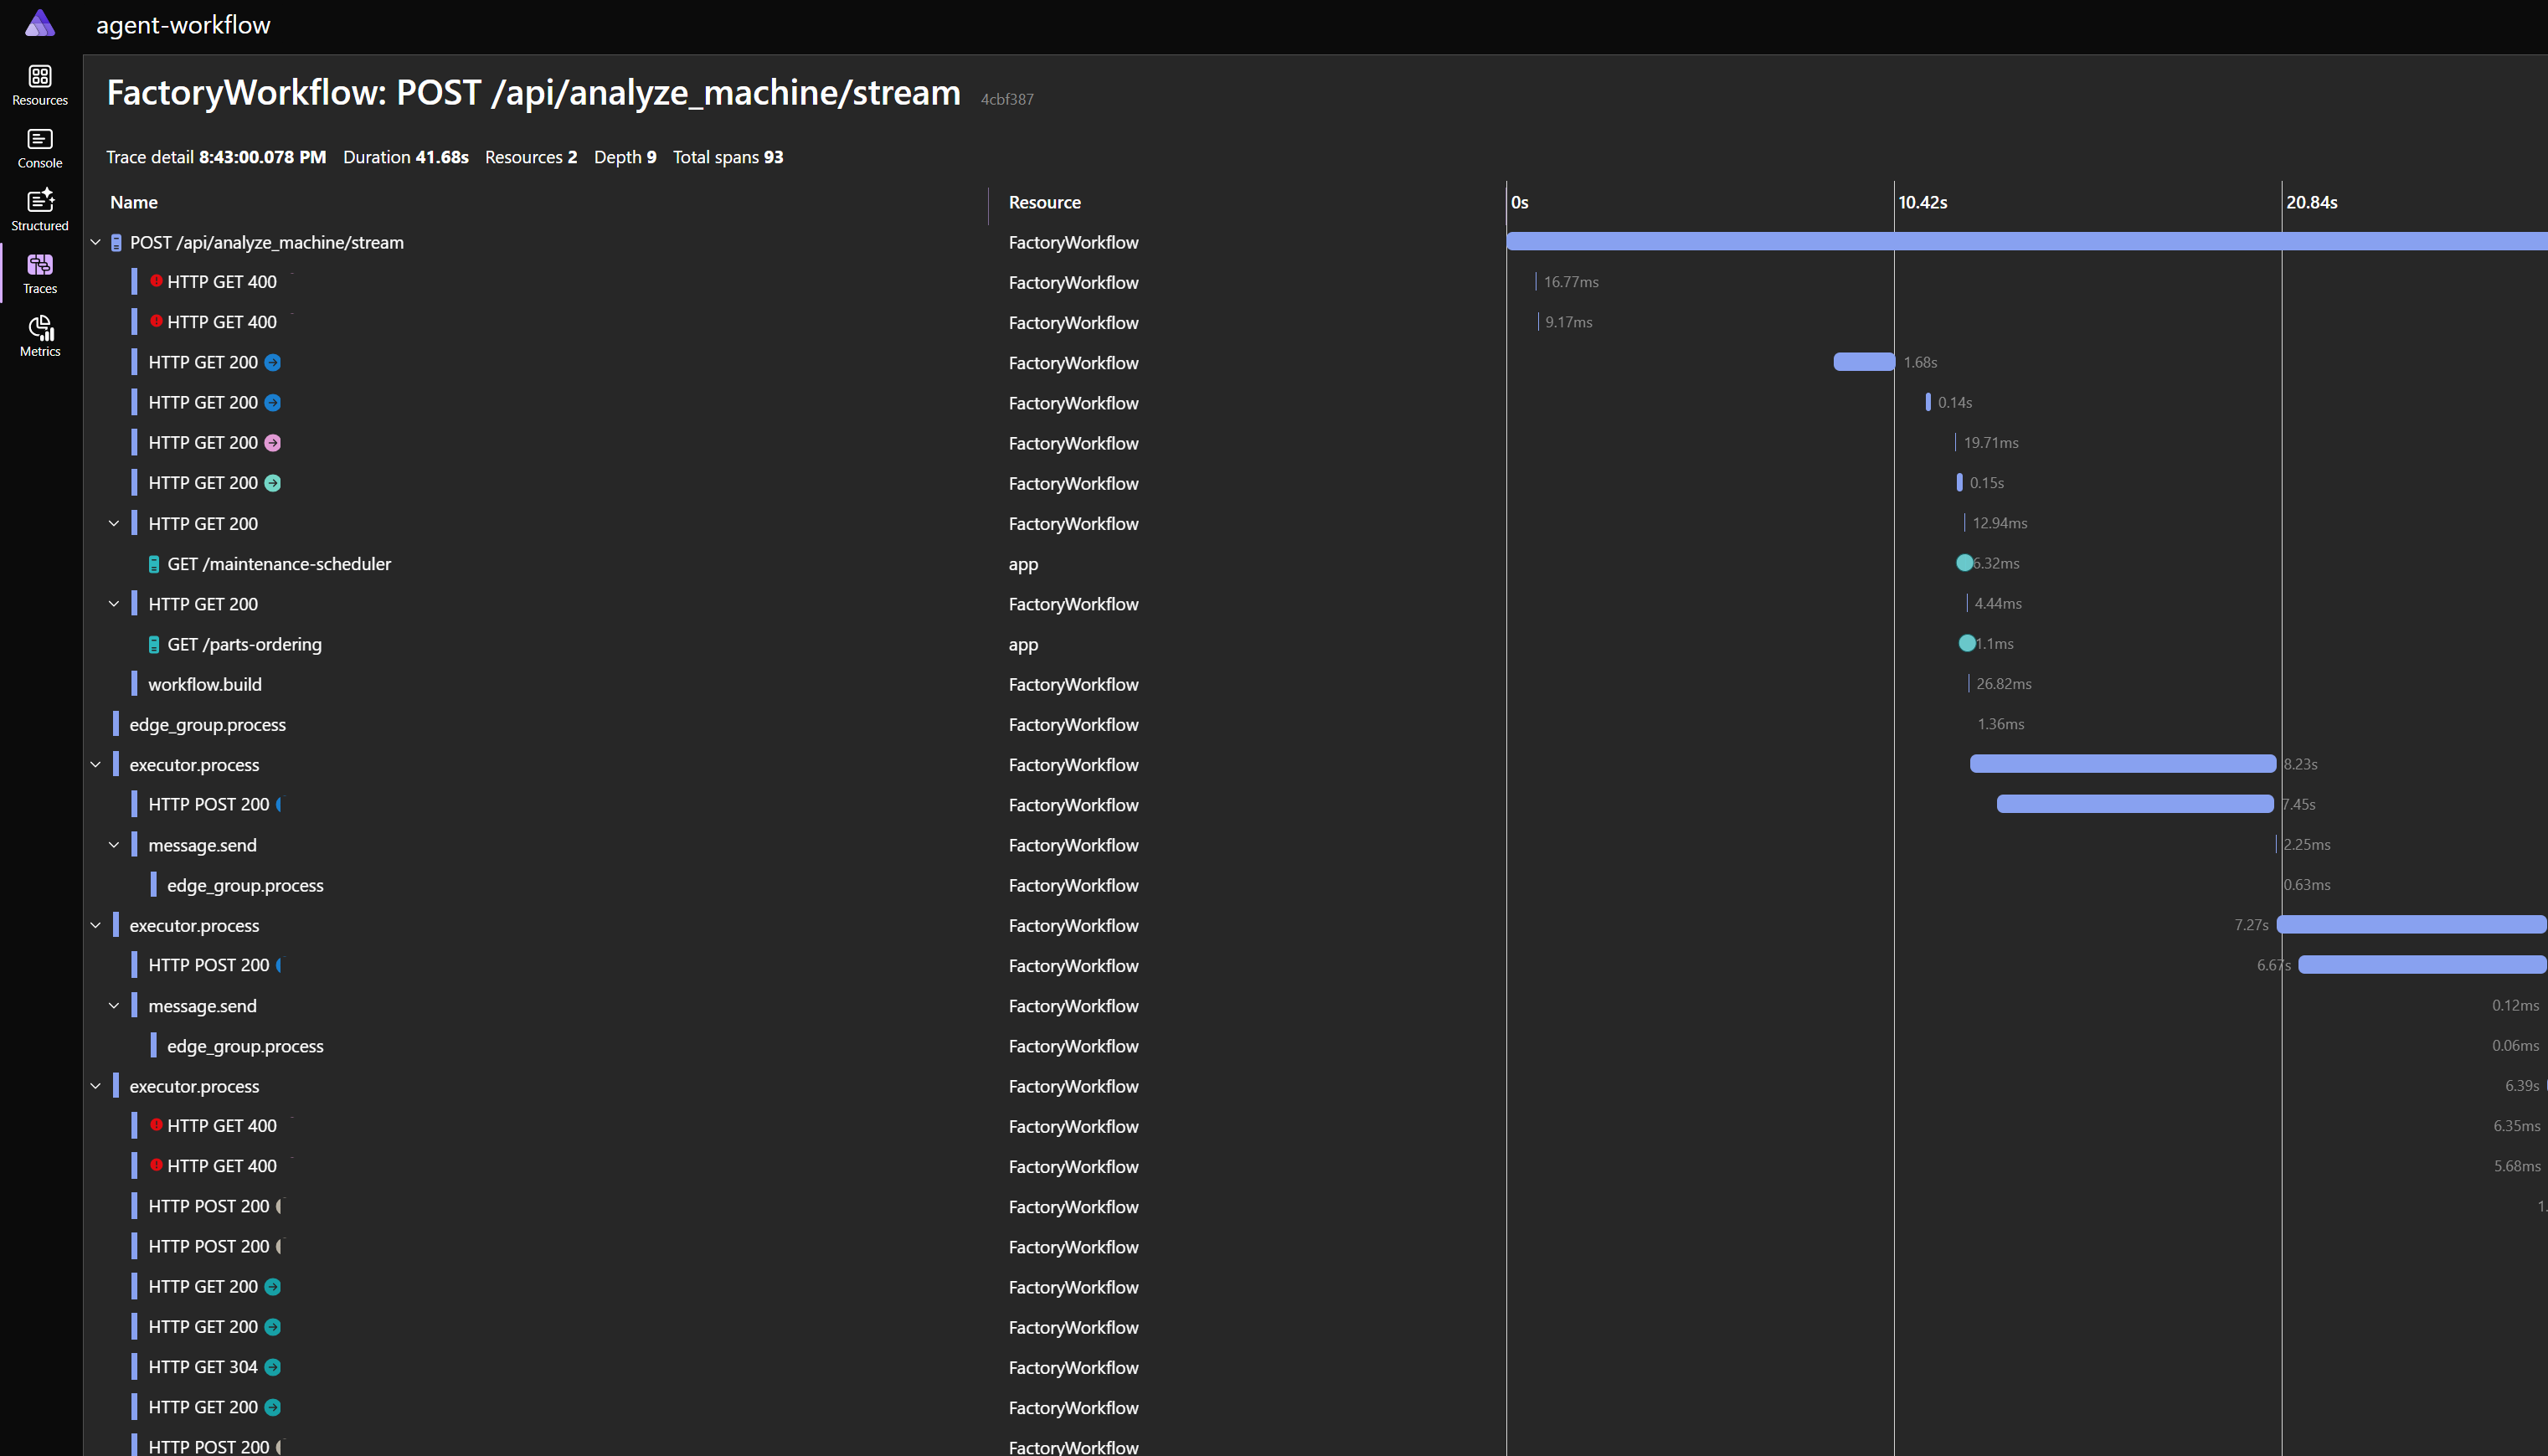 agent-workflow
Resources
Console
Structured
Traces
Metrics
FactoryWorkflow: POST /api/analyze_machine/stream 4cbf387
Trace detail 8:43:00.078 PM Duration 41.68s Resources 2 Depth 9 Total spans 93
Name Resource 0s 10.42s 20.84s
POST /api/analyze_machine/stream FactoryWorkflow
HTTP GET 400 FactoryWorkflow 16.77ms
HTTP GET 400 FactoryWorkflow 9.17ms
HTTP GET 200 FactoryWorkflow 1.68s
HTTP GET 200 FactoryWorkflow 0.14s
HTTP GET 200 FactoryWorkflow 19.71ms
HTTP GET 200 FactoryWorkflow 0.15s
HTTP GET 200 FactoryWorkflow 12.94ms
GET /maintenance-scheduler app 6.32ms
HTTP GET 200 FactoryWorkflow 4.44ms
GET /parts-ordering app 1.1ms
workflow.build FactoryWorkflow 26.82ms
edge_group.process FactoryWorkflow 1.36ms
executor.process FactoryWorkflow 8.23s
HTTP POST 200 FactoryWorkflow 7.45s
message.send FactoryWorkflow 2.25ms
edge_group.process FactoryWorkflow 0.63ms
executor.process FactoryWorkflow 7.27s
HTTP POST 200 FactoryWorkflow 6.67s
message.send FactoryWorkflow 0.12ms
edge_group.process FactoryWorkflow 0.06ms
executor.process FactoryWorkflow 6.39s
HTTP GET 400 FactoryWorkflow 6.35ms
HTTP GET 400 FactoryWorkflow 5.68ms
HTTP POST 200 FactoryWorkflow 1.
HTTP POST 200 FactoryWorkflow
HTTP GET 200 FactoryWorkflow
HTTP GET 200 FactoryWorkflow
HTTP GET 304 FactoryWorkflow
HTTP GET 200 FactoryWorkflow
HTTP POST 200 FactoryWorkflow